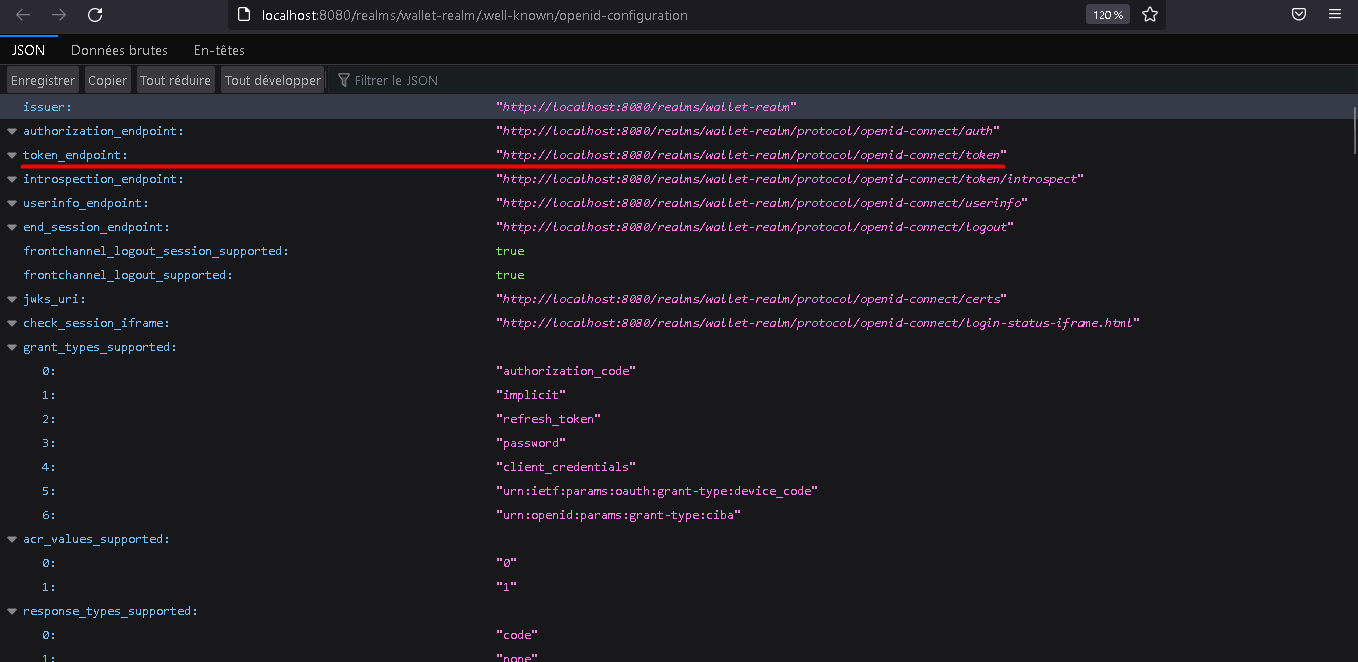 localhost:8080/realms/wallet-realm/.well-known/openid-configuration 120 %
JSON Données brutes En-têtes
Enregistrer Copier Tout réduire Tout développer Filtrer le JSON
issuer: "http://localhost:8080/realms/wallet-realm"
authorization_endpoint: "http://localhost:8080/realms/wallet-realm/protocol/openid-connect/auth"
token_endpoint: "http://localhost:8080/realms/wallet-realm/protocol/openid-connect/token"
introspection_endpoint: "http://localhost:8080/realms/wallet-realm/protocol/openid-connect/token/introspect"
userinfo_endpoint: "http://localhost:8080/realms/wallet-realm/protocol/openid-connect/userinfo"
end_session_endpoint: "http://localhost:8080/realms/wallet-realm/protocol/openid-connect/logout"
frontchannel_logout_session_supported: true
frontchannel_logout_supported: true
jwks_uri: "http://localhost:8080/realms/wallet-realm/protocol/openid-connect/certs"
check_session_iframe: "http://localhost:8080/realms/wallet-realm/protocol/openid-connect/login-status-iframe.html"
grant_types_supported:
0: "authorization_code"
1: "implicit"
2: "refresh_token"
3: "password"
4: "client_credentials"
5: "urn:ietf:params:oauth:grant-type:device_code"
6: "urn:openid:params:grant-type:ciba"
acr_values_supported:
0: "0"
1: "1"
response_types_supported:
0: "code"
1: "none"